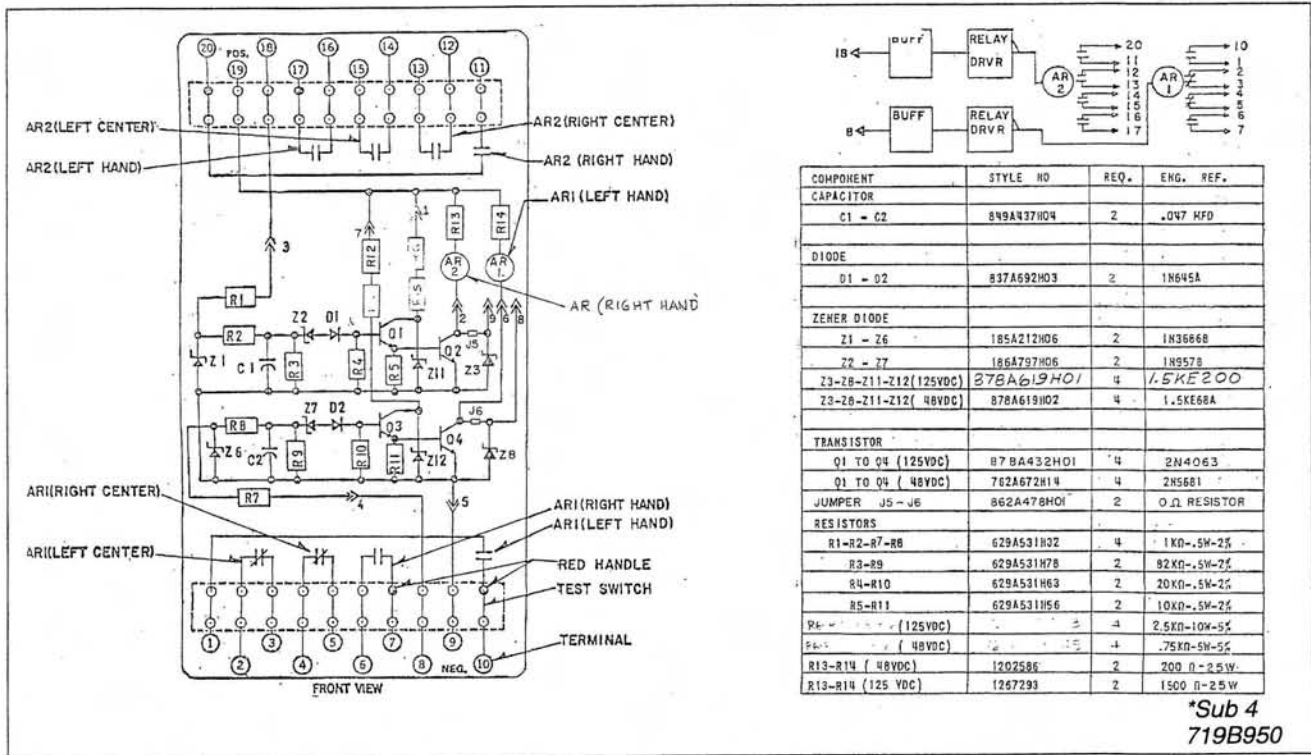 20 POS. 18 16 14 12
19 17 15 13 11
AR2(LEFT CENTER)
AR2(RIGHT CENTER)
AR2(LEFT HAND)
AR2 (RIGHT HAND)
AR1 (LEFT HAND)
7 1 R13 R14
3 R12
AR 2 AR 1
R1
AR (RIGHT HAND
2 9 6 8
R2 Z2 D1 Q1 J5
Z1 C1 R3 R4 R5 Q2 Z3
Z11
J6
R8 Z7 D2 Q3 Q4
Z6 C2 R9 R10 R11 Z12 Z8
R7 4 5
AR1(RIGHT CENTER)
AR1(RIGHT HAND)
AR1(LEFT HAND)
AR1(LEFT CENTER)
RED HANDLE
TEST SWITCH
1 3 5 7 9
2 4 6 8 NEG. 10
TERMINAL
FRONT VIEW
18 BUFF RELAY DRVR AR 2
20
11
12
13
14
15
16
17
8 BUFF RELAY DRVR AR 1
10
1
2
3
4
5
6
7
COMPONENT STYLE NO REQ. ENG. REF.
CAPACITOR
C1 - C2 849A437H04 2 .047 MFD
DIODE
D1 - D2 837A692H03 2 1N645A
ZENER DIODE
Z1 - Z6 185A212H06 2 1N3686B
Z2 - Z7 186A797H06 2 1N957B
Z3-Z8-Z11-Z12(125VDC) 878A619H01 4 1.5KE200
Z3-Z8-Z11-Z12( 48VDC) 878A619H02 4 1.5KE68A
TRANSISTOR
Q1 TO Q4 (125VDC) 878A432H01 4 2N4063
Q1 TO Q4 ( 48VDC) 762A672H14 4 2N5681
JUMPER J5-J6 862A478H01 2 0Ω RESISTOR
RESISTORS
R1-R2-R7-R8 629A531H32 4 1KΩ-.5W-2%
R3-R9 629A531H78 2 82KΩ-.5W-2%
R4-R10 629A531H63 2 20KΩ-.5W-2%
R5-R11 629A531H56 2 10KΩ-.5W-2%
(125VDC) 4 2.5KΩ-10W-5%
( 48VDC) 4 .75KΩ-5W-5%
R13-R14 ( 48VDC) 1202586 2 200 Ω-25W
R13-R14 (125 VDC) 1267293 2 1500 Ω-25W
*Sub 4
719B950